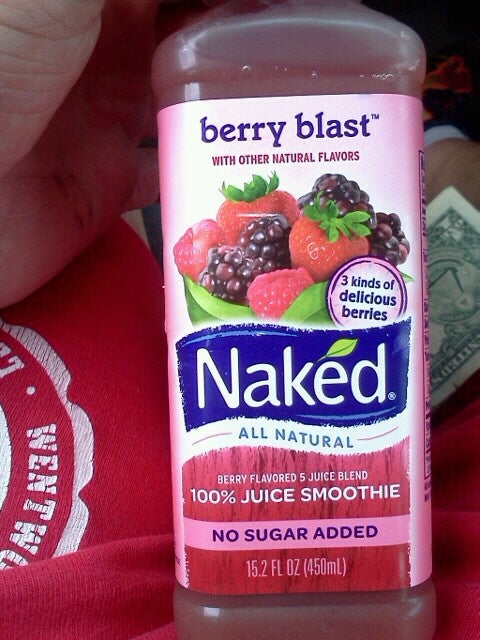 berry blast™
WITH OTHER NATURAL FLAVORS
3 kinds of
delicious
berries
Naked®
ALL NATURAL
BERRY FLAVORED 5 JUICE BLEND
100% JUICE SMOOTHIE
NO SUGAR ADDED
15.2 FL OZ (450mL)
WENTW